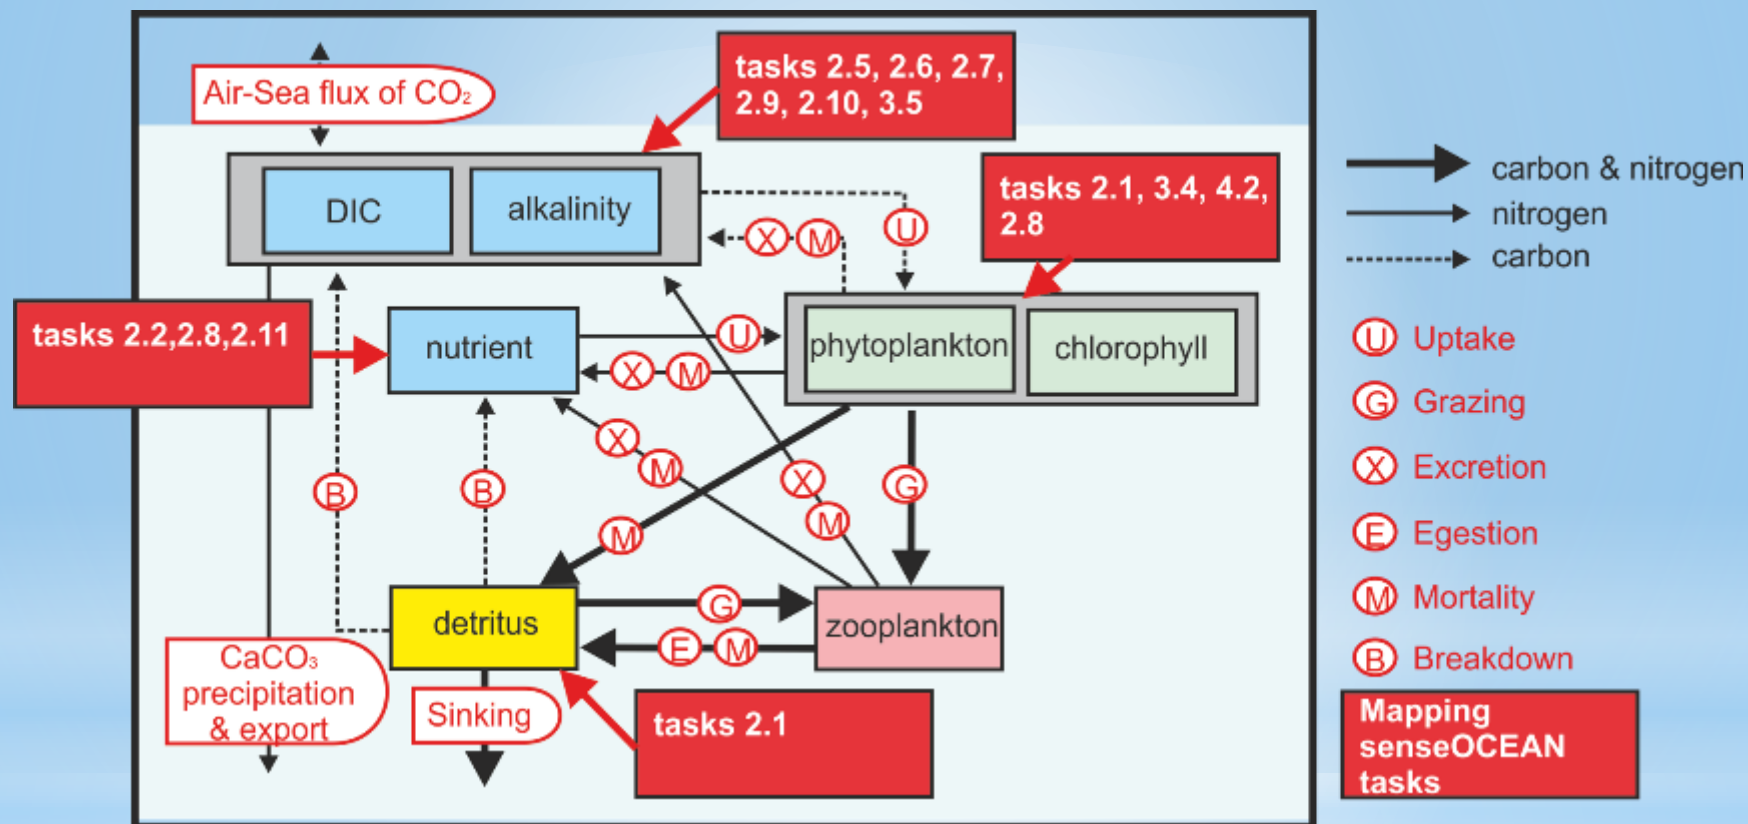 Air-Sea flux of CO₂
tasks 2.5, 2.6, 2.7,
2.9, 2.10, 3.5
DIC
alkalinity
tasks 2.1, 3.4, 4.2,
2.8
U
X
M
tasks 2.2,2.8,2.11
nutrient
U
X
M
phytoplankton
chlorophyll
X
M
B
B
X
M
G
M
detritus
G
E
M
zooplankton
CaCO₃
precipitation
& export
Sinking
tasks 2.1
carbon & nitrogen
nitrogen
carbon
U Uptake
G Grazing
X Excretion
E Egestion
M Mortality
B Breakdown
Mapping
senseOCEAN
tasks